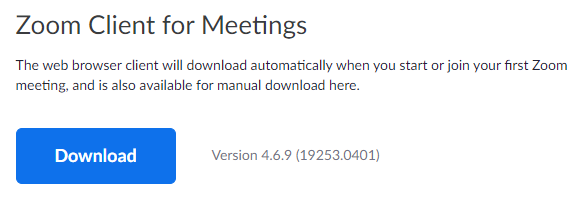 Zoom Client for Meetings
The web browser client will download automatically when you start or join your first Zoom
meeting, and is also available for manual download here.
Download
Version 4.6.9 (19253.0401)